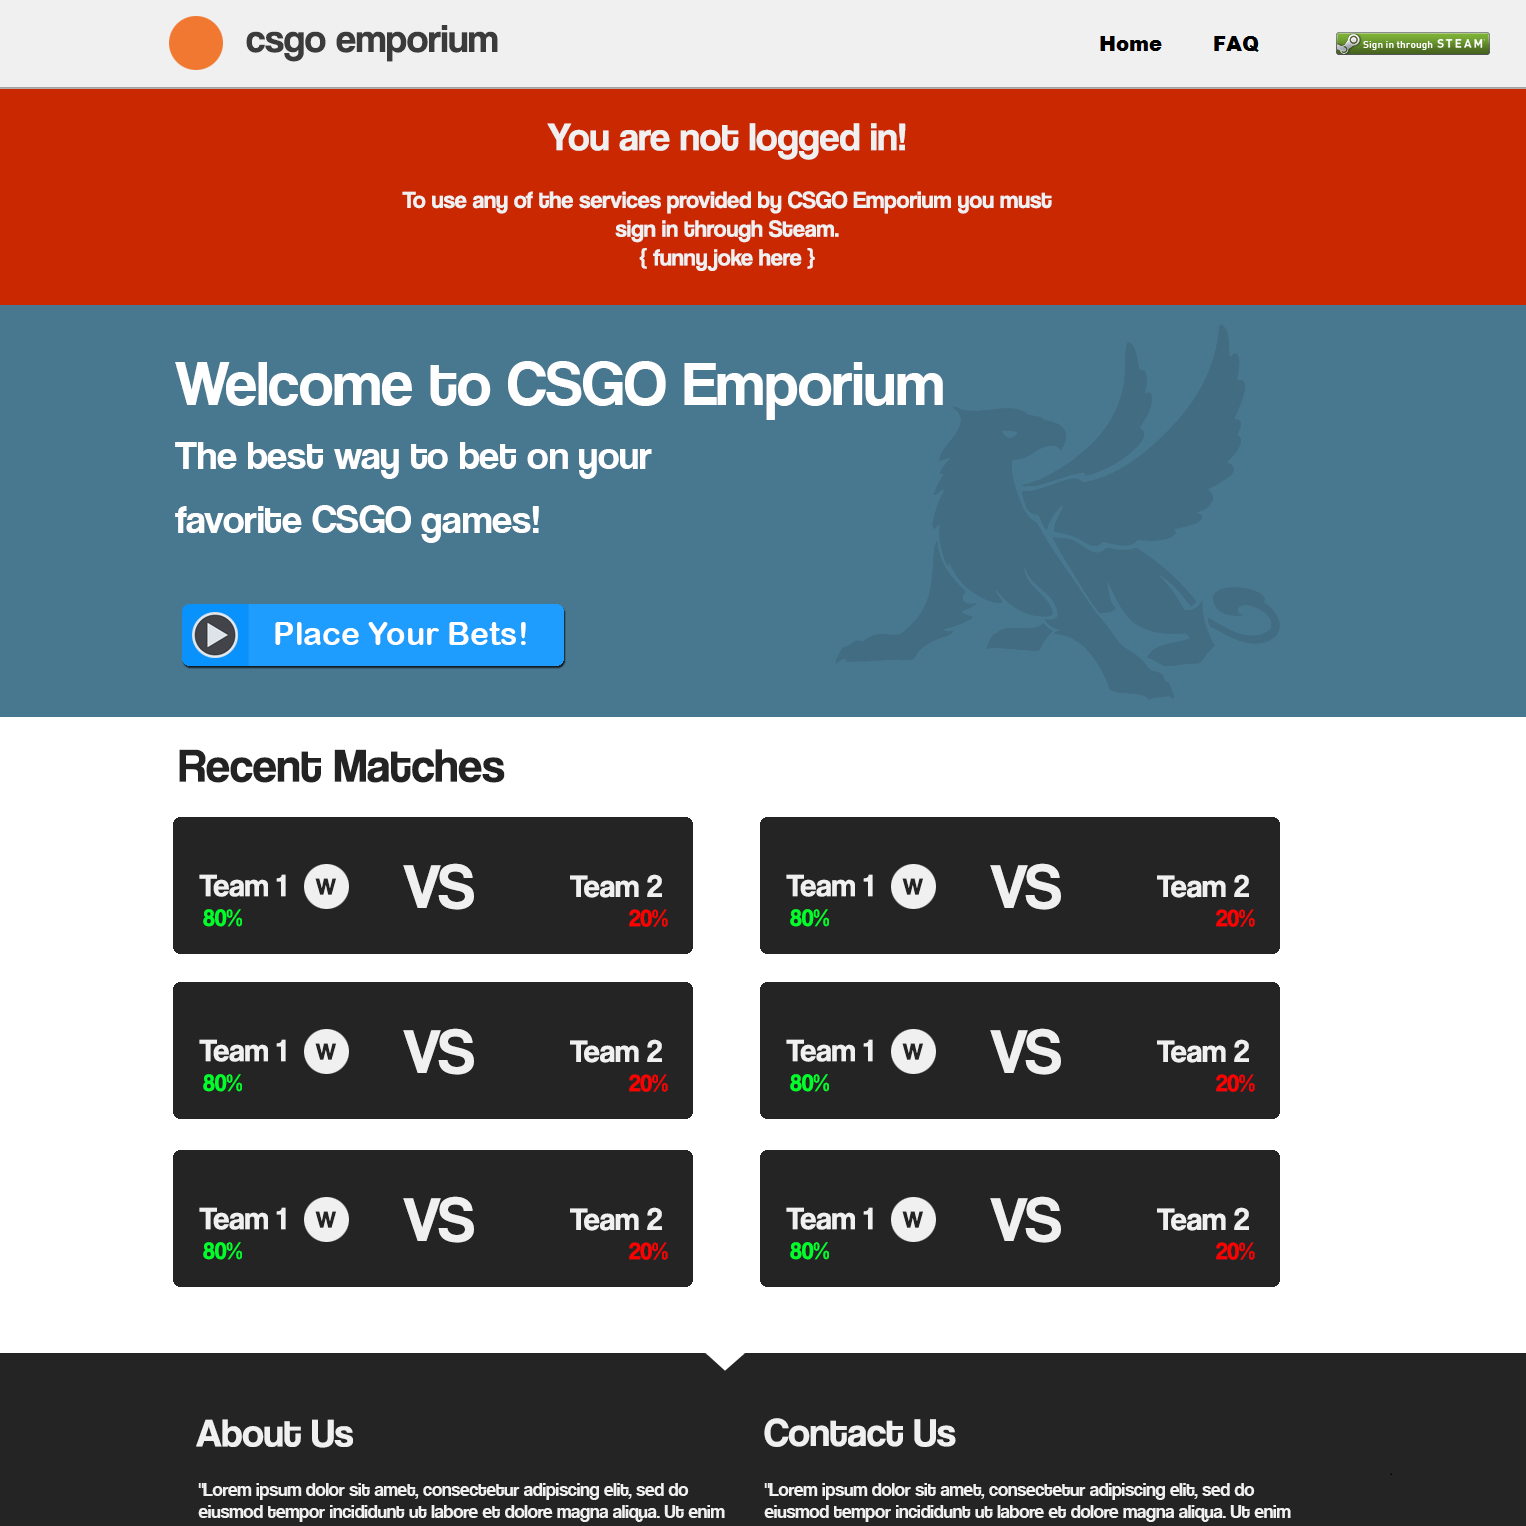 csgo emporium
Home
FAQ
Sign in through STEAM
You are not logged in!
To use any of the services provided by CSGO Emporium you must
sign in through Steam.
{ funny joke here }
Welcome to CSGO Emporium
The best way to bet on your
favorite CSGO games!
Place Your Bets!
Recent Matches
Team 1 W VS Team 2
80% 20%
Team 1 W VS Team 2
80% 20%
Team 1 W VS Team 2
80% 20%
Team 1 W VS Team 2
80% 20%
Team 1 W VS Team 2
80% 20%
Team 1 W VS Team 2
80% 20%
About Us
"Lorem ipsum dolor sit amet, consectetur adipiscing elit, sed do
eiusmod tempor incididunt ut labore et dolore magna aliqua. Ut enim
Contact Us
"Lorem ipsum dolor sit amet, consectetur adipiscing elit, sed do
eiusmod tempor incididunt ut labore et dolore magna aliqua. Ut enim